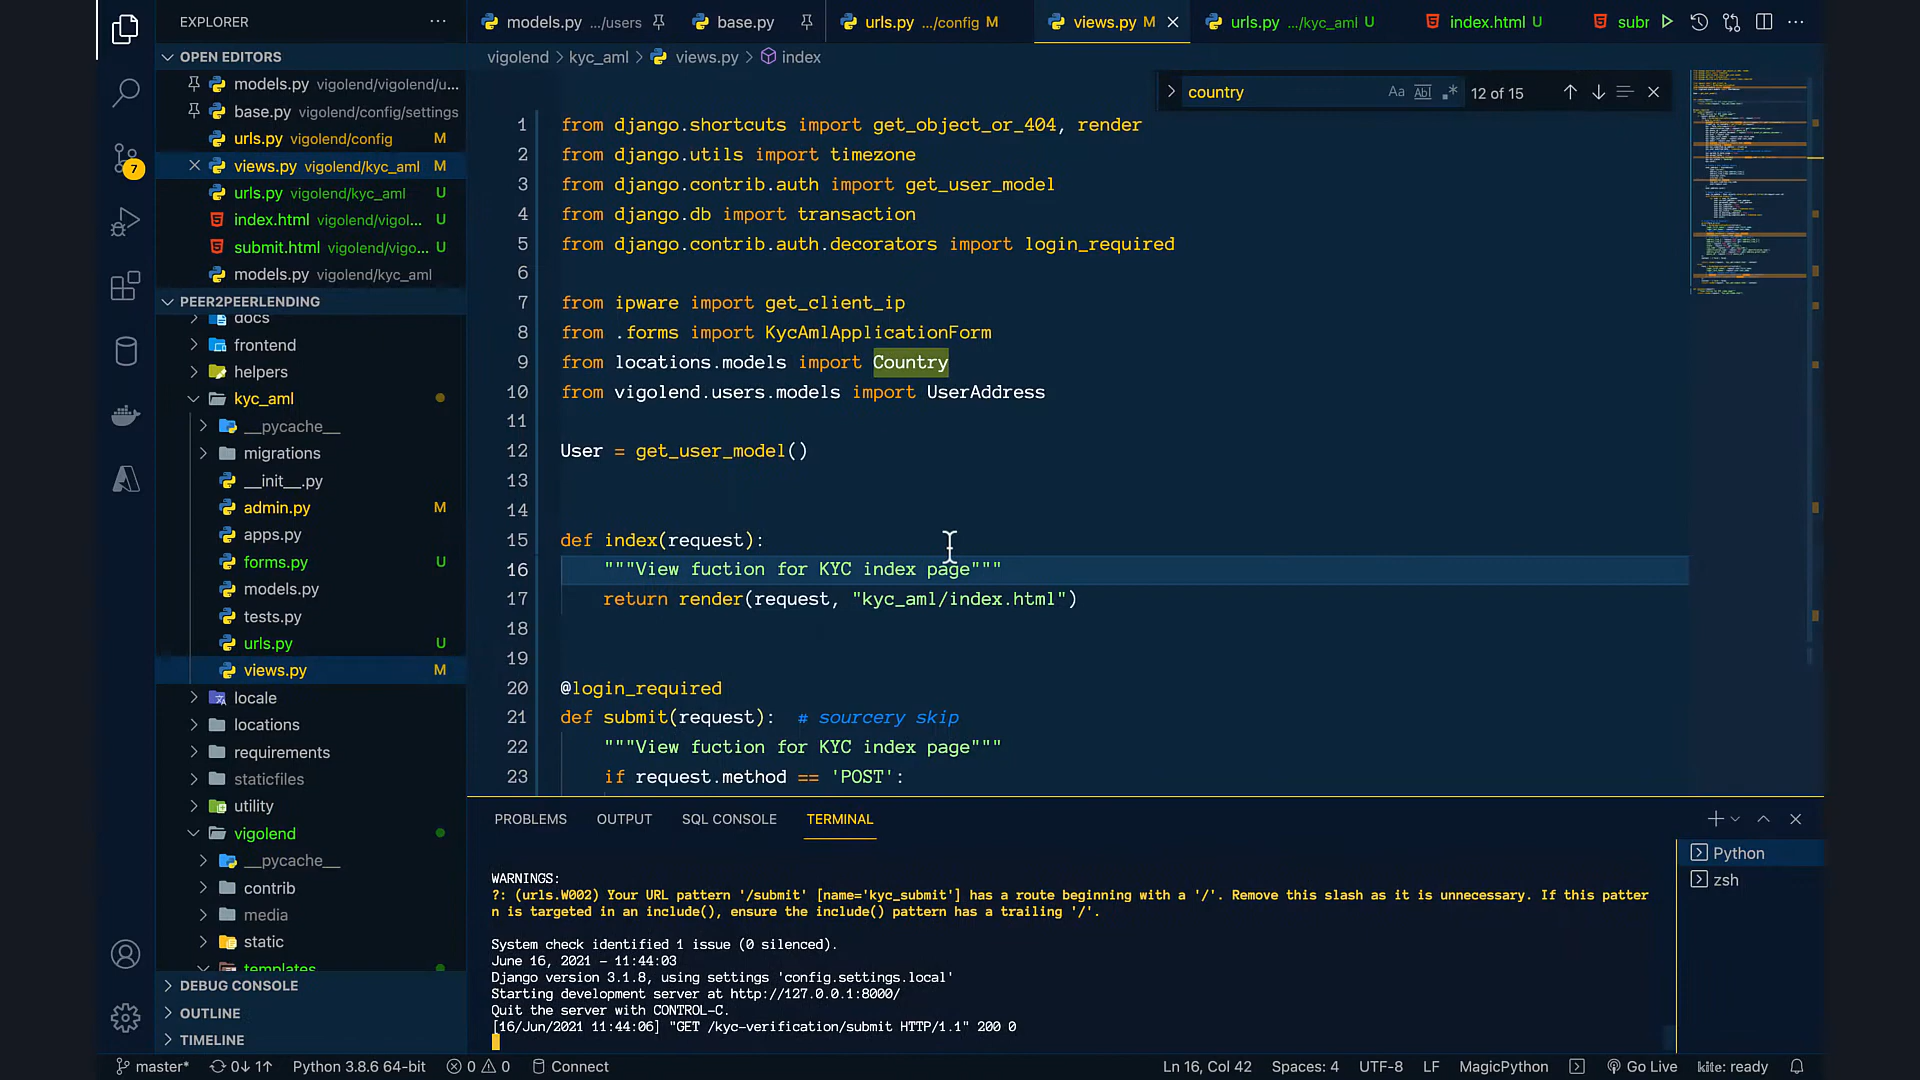 EXPLORER
OPEN EDITORS
models.py vigolend/vigolend/u...
base.py vigolend/config/settings
urls.py vigolend/config M
views.py vigolend/kyc_aml M
urls.py vigolend/kyc_aml U
index.html vigolend/vigol... U
submit.html vigolend/vigo... U
models.py vigolend/kyc_aml
7
PEER2PEERLENDING
docs
frontend
helpers
kyc_aml
__pycache__
migrations
__init__.py
admin.py M
apps.py
forms.py U
models.py
tests.py
urls.py U
views.py M
locale
locations
requirements
staticfiles
utility
vigolend
__pycache__
contrib
media
static
templates
DEBUG CONSOLE
OUTLINE
TIMELINE
models.py .../users base.py urls.py .../config M views.py M urls.py .../kyc_aml U index.html U subr
vigolend > kyc_aml > views.py > index
country Aa Abl .* 12 of 15
1 from django.shortcuts import get_object_or_404, render
2 from django.utils import timezone
3 from django.contrib.auth import get_user_model
4 from django.db import transaction
5 from django.contrib.auth.decorators import login_required
6
7 from ipware import get_client_ip
8 from .forms import KycAmlApplicationForm
9 from locations.models import Country
10 from vigolend.users.models import UserAddress
11
12 User = get_user_model()
13
14
15 def index(request):
16 """View fuction for KYC index page"""
17 return render(request, "kyc_aml/index.html")
18
19
20 @login_required
21 def submit(request): # sourcery skip
22 """View fuction for KYC index page"""
23 if request.method == 'POST':
PROBLEMS OUTPUT SQL CONSOLE TERMINAL
Python
zsh
WARNINGS:
?: (urls.W002) Your URL pattern '/submit' [name='kyc_submit'] has a route beginning with a '/'. Remove this slash as it is unnecessary. If this patter
n is targeted in an include(), ensure the include() pattern has a trailing '/'.
System check identified 1 issue (0 silenced).
June 16, 2021 - 11:44:03
Django version 3.1.8, using settings 'config.settings.local'
Starting development server at http://127.0.0.1:8000/
Quit the server with CONTROL-C.
[16/Jun/2021 11:44:06] "GET /kyc-verification/submit HTTP/1.1" 200 0
master* 0↓ 1↑ Python 3.8.6 64-bit 0 0 Connect Ln 16, Col 42 Spaces: 4 UTF-8 LF MagicPython Go Live kite: ready